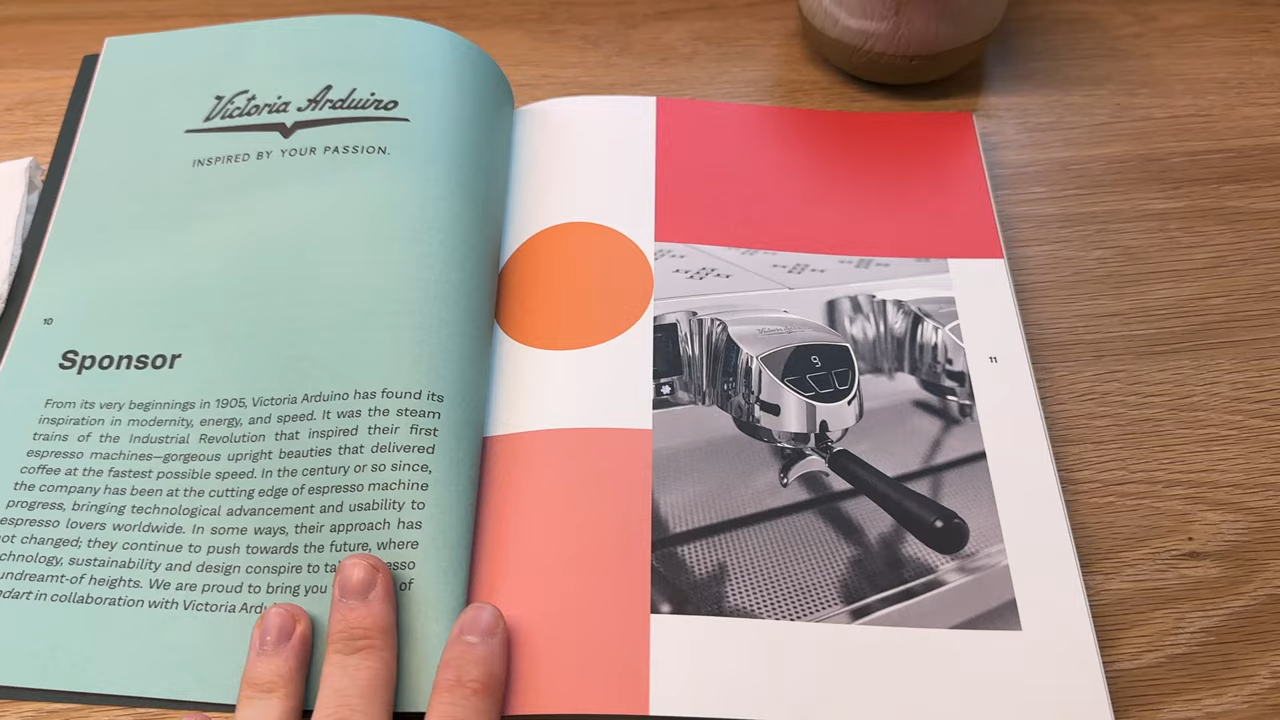 Victoria Arduino
INSPIRED BY YOUR PASSION.
10
Sponsor
From its very beginnings in 1905, Victoria Arduino has found its
inspiration in modernity, energy, and speed. It was the steam
trains of the Industrial Revolution that inspired their first
espresso machines—gorgeous upright beauties that delivered
coffee at the fastest possible speed. In the century or so since,
the company has been at the cutting edge of espresso machine
progress, bringing technological advancement and usability to
espresso lovers worldwide. In some ways, their approach has
not changed; they continue to push towards the future, where
chnology, sustainability and design conspire to ta esso
undreamt-of heights. We are proud to bring you of
ndart in collaboration with Victoria Ardu
Victoria Arduino
9
11